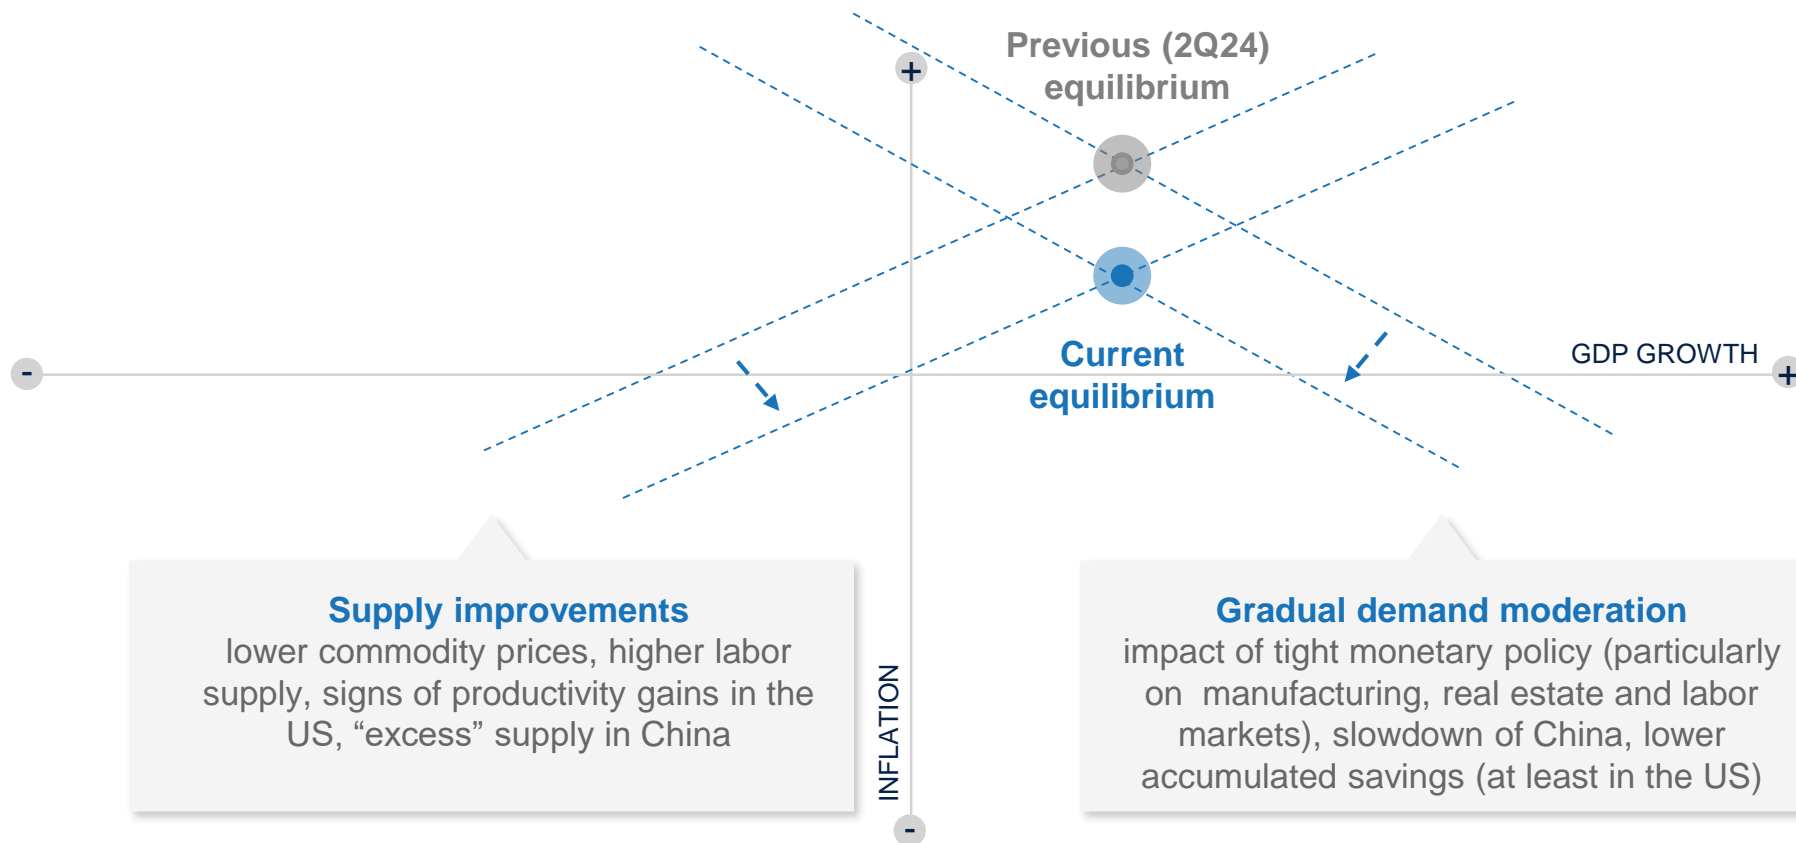 Previous (2Q24)
equilibrium
+
Current
equilibrium
GDP GROWTH
-
+
Supply improvements
lower commodity prices, higher labor
supply, signs of productivity gains in the
US, “excess” supply in China
INFLATION
-
Gradual demand moderation
impact of tight monetary policy (particularly
on  manufacturing, real estate and labor
markets), slowdown of China, lower
accumulated savings (at least in the US)